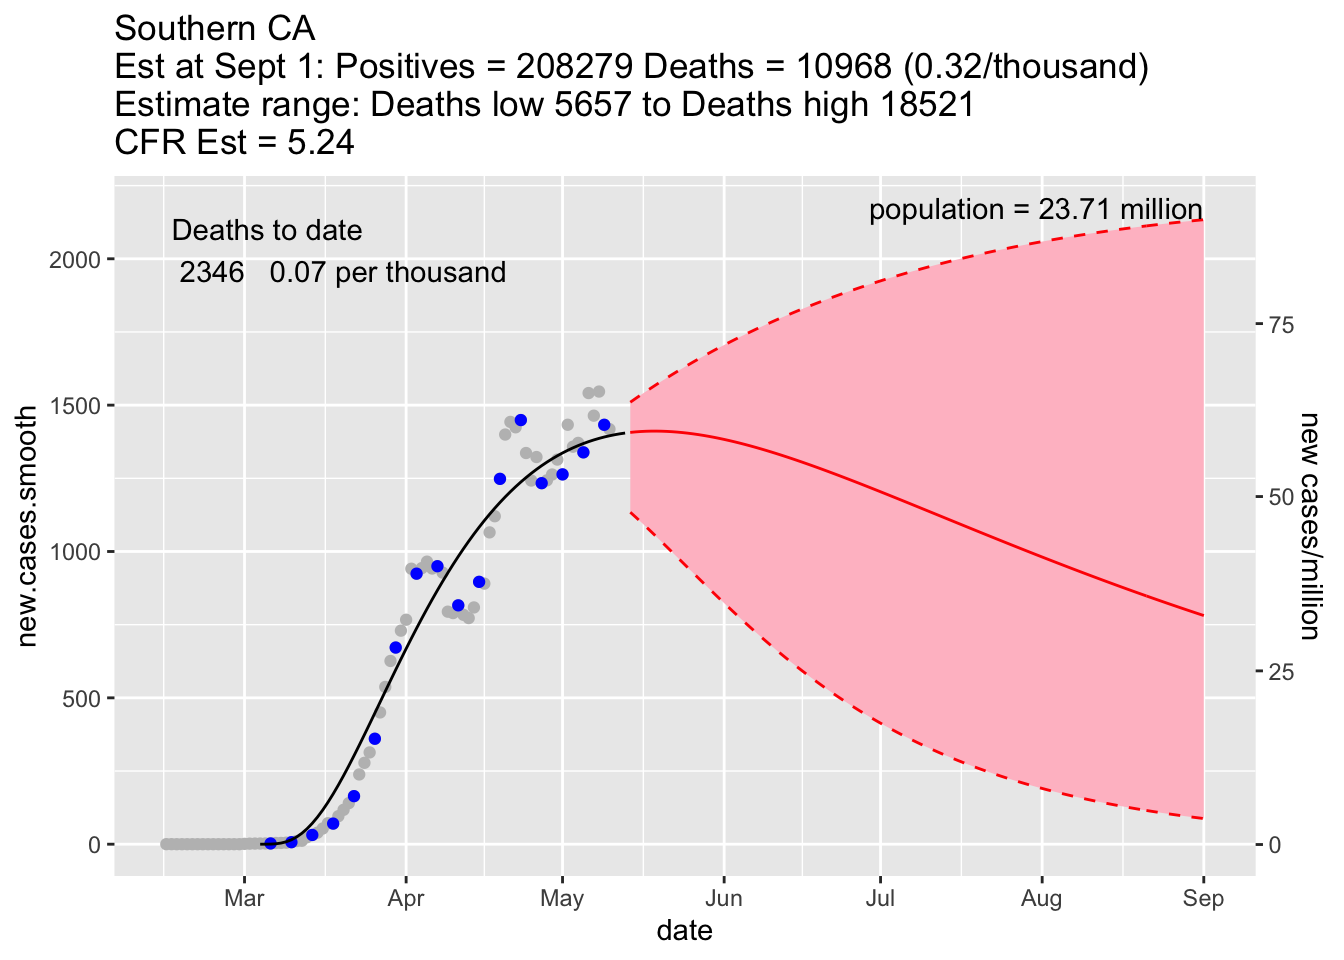 Southern CA
Est at Sept 1: Positives = 208279 Deaths = 10968 (0.32/thousand)
Estimate range: Deaths low 5657 to Deaths high 18521
CFR Est = 5.24
population = 23.71 million
Deaths to date
2346 0.07 per thousand
new.cases.smooth
2000
1500
1000
500
0
75
50
25
0
new cases/million
Mar Apr May Jun Jul Aug Sep
date